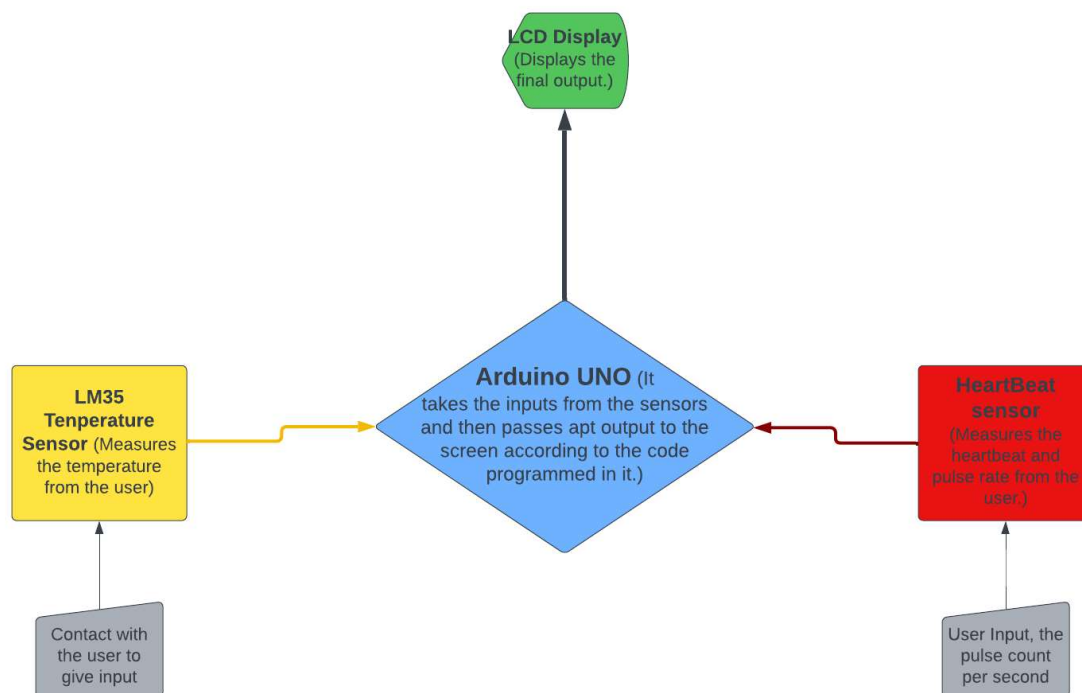 LCD Display
(Displays the
final output.)
Arduino UNO (It
takes the inputs from the sensors
and then passes apt output to the
screen according to the code
programmed in it.)
LM35
Tenperature
Sensor (Measures
the temperature
from the user)
HeartBeat
sensor
(Measures the
heartbeat and
pulse rate from the
user.)
Contact with
the user to
give input
User Input, the
pulse count
per second